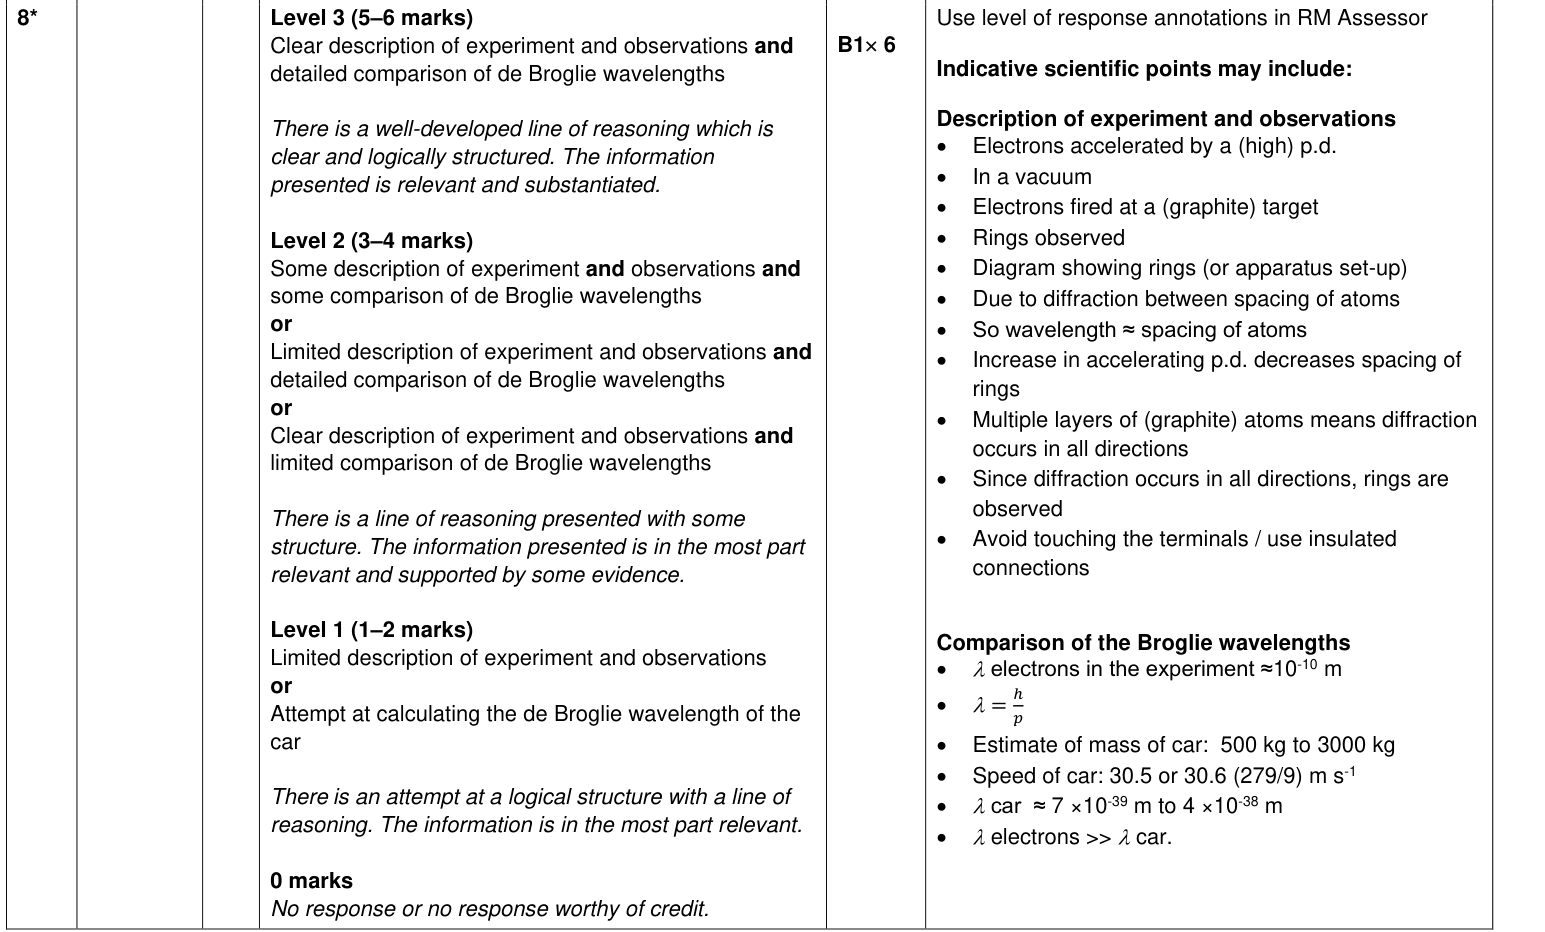 8*
Level 3 (5–6 marks)
Clear description of experiment and observations and
detailed comparison of de Broglie wavelengths
There is a well-developed line of reasoning which is
clear and logically structured. The information
presented is relevant and substantiated.
Level 2 (3–4 marks)
Some description of experiment and observations and
some comparison of de Broglie wavelengths
or
Limited description of experiment and observations and
detailed comparison of de Broglie wavelengths
or
Clear description of experiment and observations and
limited comparison of de Broglie wavelengths
There is a line of reasoning presented with some
structure. The information presented is in the most part
relevant and supported by some evidence.
Level 1 (1–2 marks)
Limited description of experiment and observations
or
Attempt at calculating the de Broglie wavelength of the
car
There is an attempt at a logical structure with a line of
reasoning. The information is in the most part relevant.
0 marks
No response or no response worthy of credit.
B1× 6
Use level of response annotations in RM Assessor
Indicative scientific points may include:
Description of experiment and observations
• Electrons accelerated by a (high) p.d.
• In a vacuum
• Electrons fired at a (graphite) target
• Rings observed
• Diagram showing rings (or apparatus set-up)
• Due to diffraction between spacing of atoms
• So wavelength ≈ spacing of atoms
• Increase in accelerating p.d. decreases spacing of
rings
• Multiple layers of (graphite) atoms means diffraction
occurs in all directions
• Since diffraction occurs in all directions, rings are
observed
• Avoid touching the terminals / use insulated
connections
Comparison of the Broglie wavelengths
• λ electrons in the experiment ≈10⁻¹⁰ m
• λ = h/p
• Estimate of mass of car: 500 kg to 3000 kg
• Speed of car: 30.5 or 30.6 (279/9) m s⁻¹
• λ car ≈ 7 ×10⁻³⁹ m to 4 ×10⁻³⁸ m
• λ electrons >> λ car.